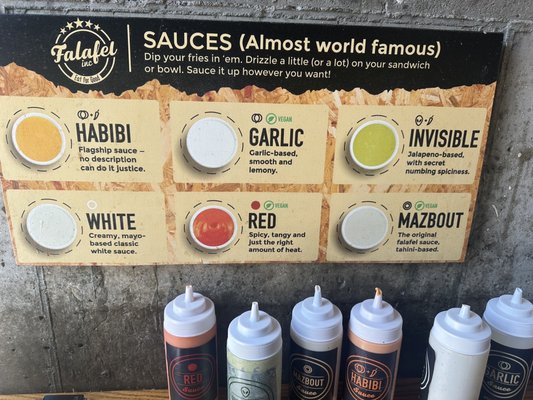 Falafel
inc
Eat for Good
SAUCES (Almost world famous)
Dip your fries in 'em. Drizzle a little (or a lot) on your sandwich
or bowl. Sauce it up however you want!
HABIBI
Flagship sauce –
no description
can do it justice.
VEGAN
GARLIC
Garlic-based,
smooth and
lemony.
INVISIBLE
Jalapeno-based,
with secret
numbing spiciness.
WHITE
Creamy, mayo-
based classic
white sauce.
VEGAN
RED
Spicy, tangy and
just the right
amount of heat.
VEGAN
MAZBOUT
The original
falafel sauce,
tahini-based.
RED
Sauce
MAZBOUT
Sauce
HABIBI
Sauce
GARLIC
Sauce